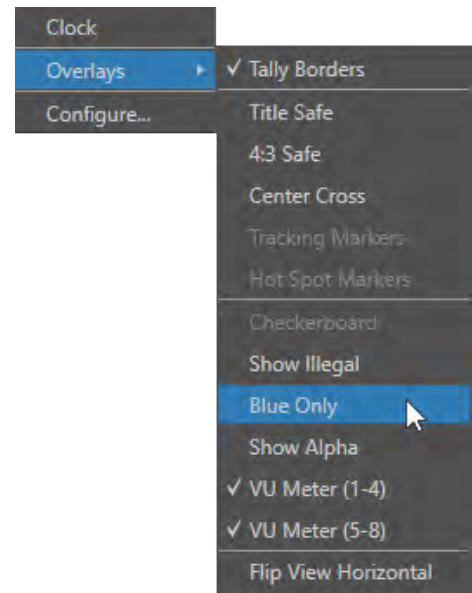 Clock
Overlays
Configure...
✓ Tally Borders
Title Safe
4:3 Safe
Center Cross
Tracking Markers
Hot Spot Markers
Checkerboard
Show Illegal
Blue Only
Show Alpha
✓ VU Meter (1-4)
✓ VU Meter (5-8)
Flip View Horizontal